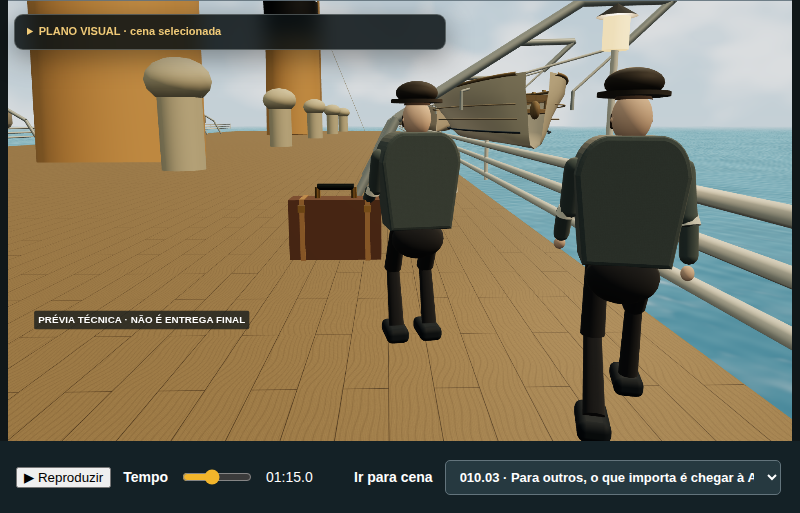 ▶ PLANO VISUAL · cena selecionada
PRÉVIA TÉCNICA · NÃO É ENTREGA FINAL
▶ Reproduzir Tempo 01:15.0 Ir para cena 010.03 · Para outros, o que importa é chegar à